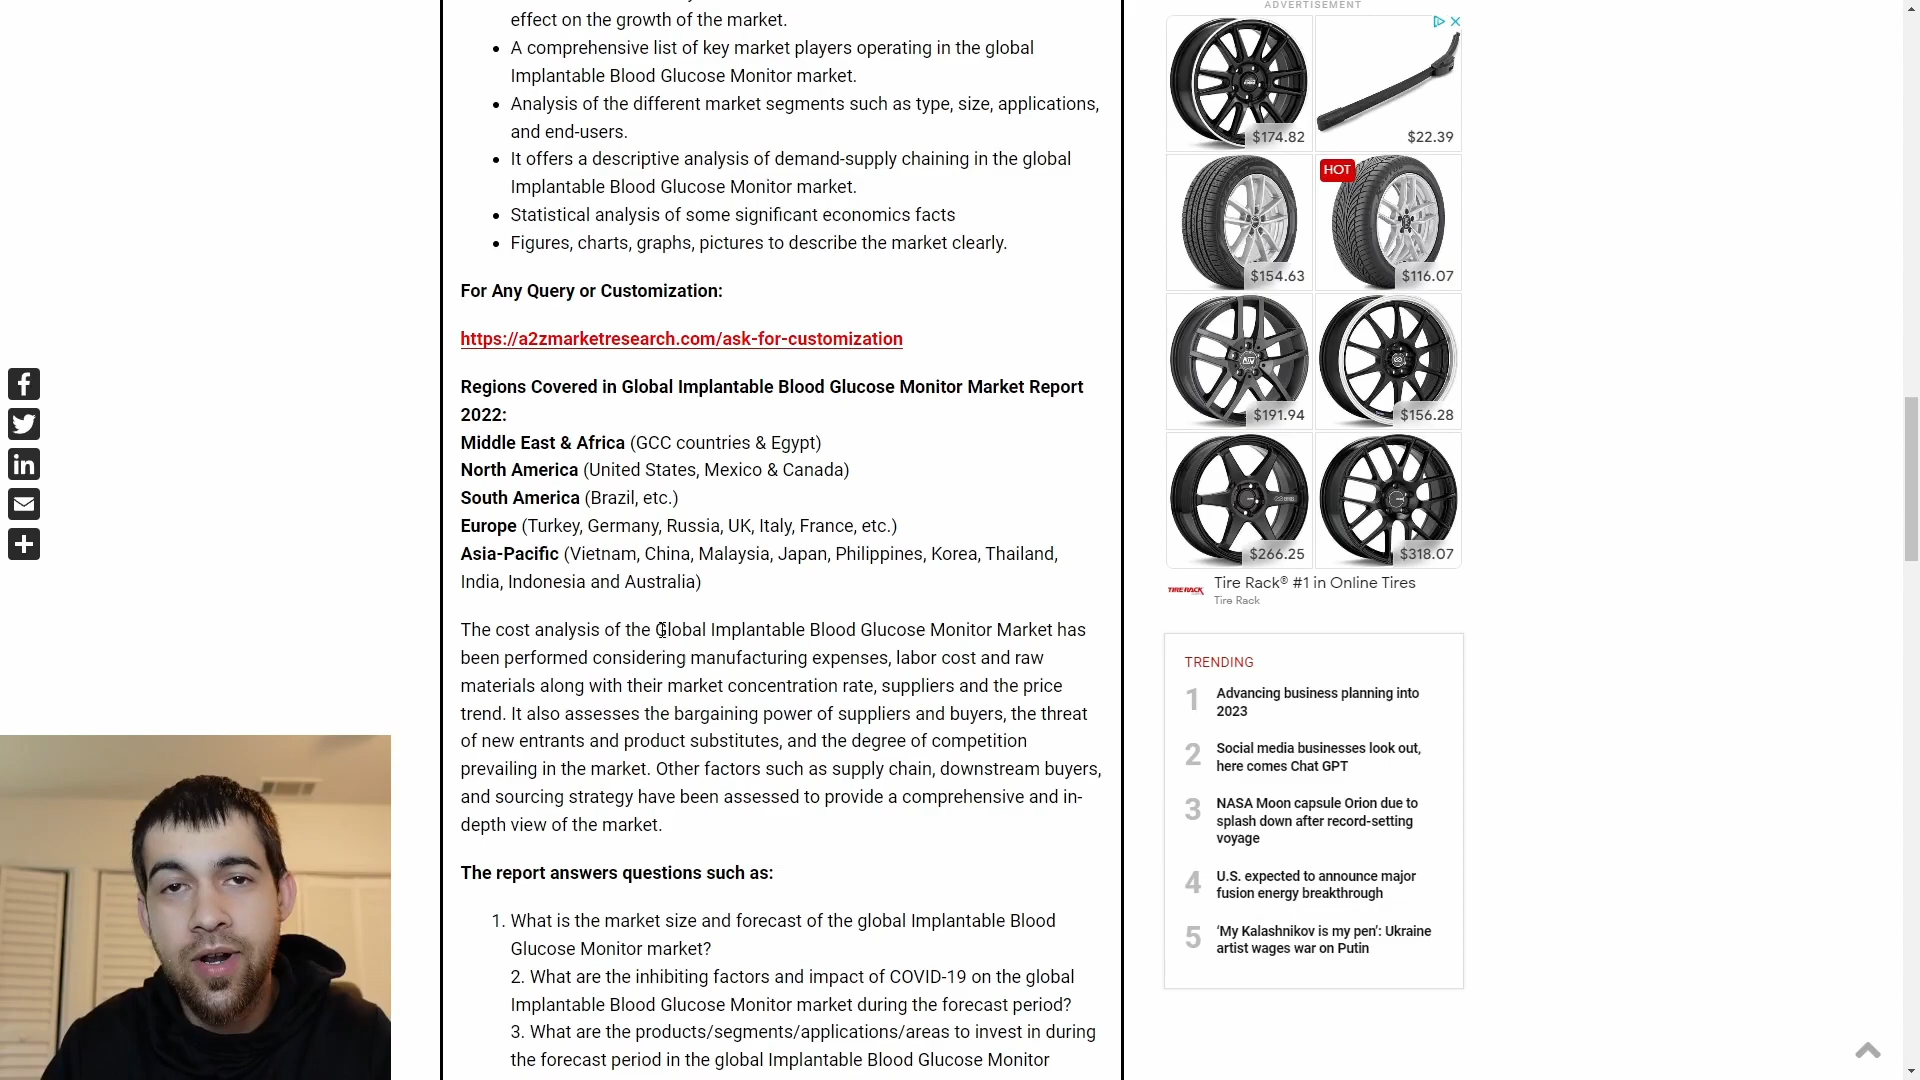 effect on the growth of the market.
A comprehensive list of key market players operating in the global
Implantable Blood Glucose Monitor market.
Analysis of the different market segments such as type, size, applications,
and end-users.
It offers a descriptive analysis of demand-supply chaining in the global
Implantable Blood Glucose Monitor market.
Statistical analysis of some significant economics facts
Figures, charts, graphs, pictures to describe the market clearly.
For Any Query or Customization:
https://a2zmarketresearch.com/ask-for-customization
Regions Covered in Global Implantable Blood Glucose Monitor Market Report
2022:
Middle East & Africa (GCC countries & Egypt)
North America (United States, Mexico & Canada)
South America (Brazil, etc.)
Europe (Turkey, Germany, Russia, UK, Italy, France, etc.)
Asia-Pacific (Vietnam, China, Malaysia, Japan, Philippines, Korea, Thailand,
India, Indonesia and Australia)
The cost analysis of the Global Implantable Blood Glucose Monitor Market has
been performed considering manufacturing expenses, labor cost and raw
materials along with their market concentration rate, suppliers and the price
trend. It also assesses the bargaining power of suppliers and buyers, the threat
of new entrants and product substitutes, and the degree of competition
prevailing in the market. Other factors such as supply chain, downstream buyers,
and sourcing strategy have been assessed to provide a comprehensive and in-
depth view of the market.
The report answers questions such as:
1. What is the market size and forecast of the global Implantable Blood
Glucose Monitor market?
2. What are the inhibiting factors and impact of COVID-19 on the global
Implantable Blood Glucose Monitor market during the forecast period?
3. What are the products/segments/applications/areas to invest in during
the forecast period in the global Implantable Blood Glucose Monitor
ADVERTISEMENT
$174.82
$22.39
HOT
$154.63
$116.07
$191.94
$156.28
$266.25
$318.07
TIRE RACK
Tire Rack® #1 in Online Tires
Tire Rack
TRENDING
1 Advancing business planning into
2023
2 Social media businesses look out,
here comes Chat GPT
3 NASA Moon capsule Orion due to
splash down after record-setting
voyage
4 U.S. expected to announce major
fusion energy breakthrough
5 ‘My Kalashnikov is my pen’: Ukraine
artist wages war on Putin